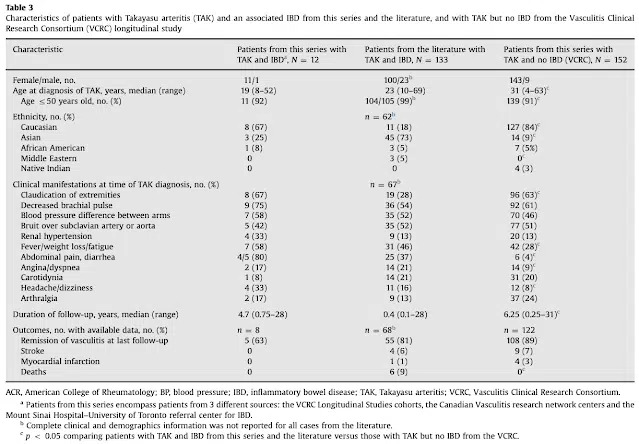 Table 3
Characteristics of patients with Takayasu arteritis (TAK) and an associated IBD from this series and the literature, and with TAK but no IBD from the Vasculitis Clinical
Research Consortium (VCRC) longitudinal study
Characteristic Patients from this series with TAK and IBDa, N = 12 Patients from the literature with TAK and IBD, N = 133 Patients from this series with TAK and no IBD (VCRC), N = 152
Female/male, no. 11/1 100/23b 143/9
Age at diagnosis of TAK, years, median (range) 19 (8–52) 23 (10–69) 31 (4–63)c
Age ≤50 years old, no. (%) 11 (92) 104/105 (99)b 139 (91)c
Ethnicity, no. (%) n = 62b
Caucasian 8 (67) 11 (18) 127 (84)c
Asian 3 (25) 45 (73) 14 (9)c
African American 1 (8) 3 (5) 7 (5%)
Middle Eastern 0 3 (5) 0c
Native Indian 0 0 4 (3)
Clinical manifestations at time of TAK diagnosis, no. (%) n = 67b
Claudication of extremities 8 (67) 19 (28) 96 (63)c
Decreased brachial pulse 9 (75) 36 (54) 92 (61)
Blood pressure difference between arms 7 (58) 35 (52) 70 (46)
Bruit over subclavian artery or aorta 5 (42) 35 (52) 77 (51)
Renal hypertension 4 (33) 9 (13) 20 (13)
Fever/weight loss/fatigue 7 (58) 31 (46) 42 (28)c
Abdominal pain, diarrhea 4/5 (80) 25 (37) 6 (4)c
Angina/dyspnea 2 (17) 14 (21) 14 (9)c
Carotidynia 1 (8) 14 (21) 31 (20)
Headache/dizziness 4 (33) 11 (16) 12 (8)c
Arthralgia 2 (17) 9 (13) 37 (24)
Duration of follow-up, years, median (range) 4.7 (0.75–28) 0.4 (0.1–28) 6.25 (0.25–31)c
Outcomes, no. with available data, no. (%) n = 8 n = 68b n = 122
Remission of vasculitis at last follow-up 5 (63) 55 (81) 108 (89)
Stroke 0 4 (6) 9 (7)
Myocardial infarction 0 1 (1) 4 (3)
Deaths 0 6 (9) 0c
ACR, American College of Rheumatology; BP, blood pressure; IBD, inflammatory bowel disease; TAK, Takayasu arteritis; VCRC, Vasculitis Clinical Research Consortium.
a Patients from this series encompass patients from 3 different sources: the VCRC Longitudinal Studies cohorts, the Canadian Vasculitis research network centers and the
Mount Sinai Hospital–University of Toronto referral center for IBD.
b Complete clinical and demographics information was not reported for all cases from the literature.
c p < 0.05 comparing patients with TAK and IBD from this series and the literature versus those with TAK but no IBD from the VCRC.